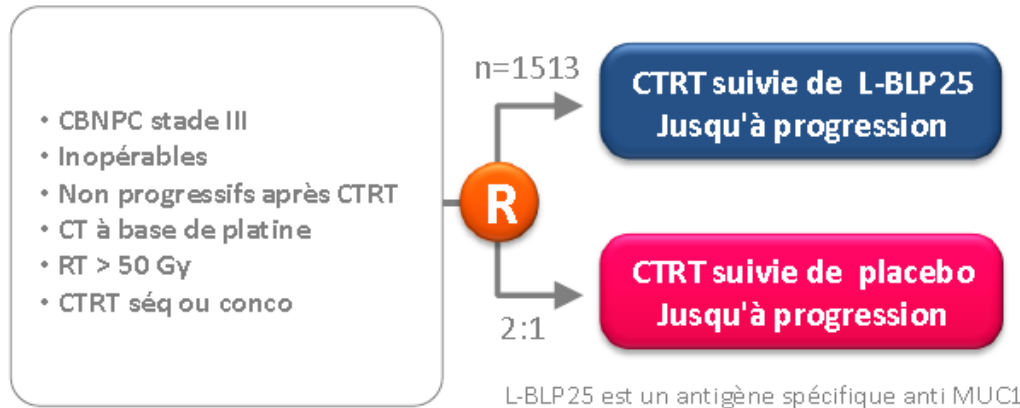 • CBNPC stade III
• Inopérables
• Non progressifs après CTRT
• CT à base de platine
• RT > 50 Gy
• CTRT séq ou conco
R
n=1513
2:1
CTRT suivie de L-BLP25
Jusqu'à progression
CTRT suivie de placebo
Jusqu'à progression
L-BLP25 est un antigène spécifique anti MUC1